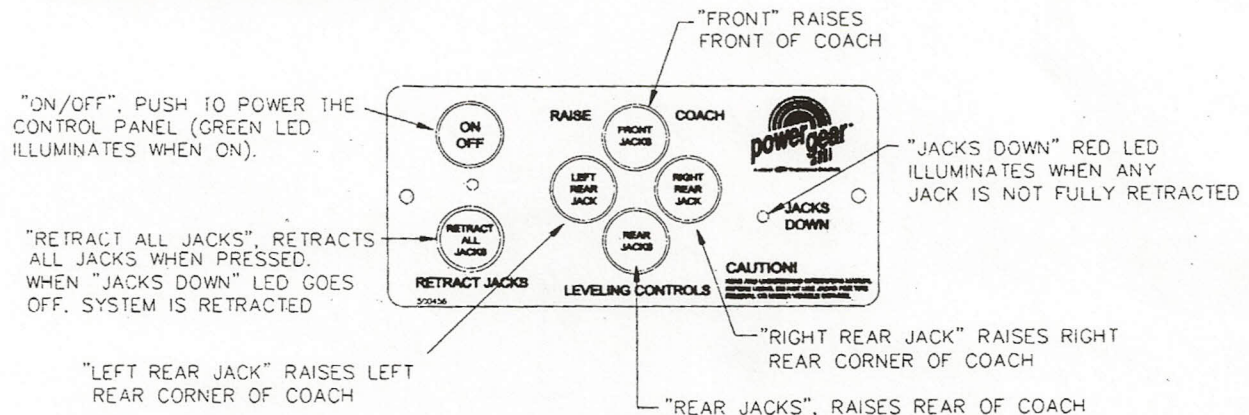 "FRONT" RAISES
FRONT OF COACH
"ON/OFF", PUSH TO POWER THE
CONTROL PANEL (GREEN LED
ILLUMINATES WHEN ON).
ON
OFF
RAISE
COACH
FRONT
JACKS
LEFT
REAR
JACK
RIGHT
REAR
JACK
REAR
JACKS
power gear
"JACKS DOWN" RED LED
ILLUMINATES WHEN ANY
JACK IS NOT FULLY RETRACTED
JACKS
DOWN
"RETRACT ALL JACKS", RETRACTS
ALL JACKS WHEN PRESSED.
WHEN "JACKS DOWN" LED GOES
OFF. SYSTEM IS RETRACTED
RETRACT
ALL
JACKS
RETRACT JACKS
500456
LEVELING CONTROLS
CAUTION!
"LEFT REAR JACK" RAISES LEFT
REAR CORNER OF COACH
"RIGHT REAR JACK" RAISES RIGHT
REAR CORNER OF COACH
"REAR JACKS", RAISES REAR OF COACH